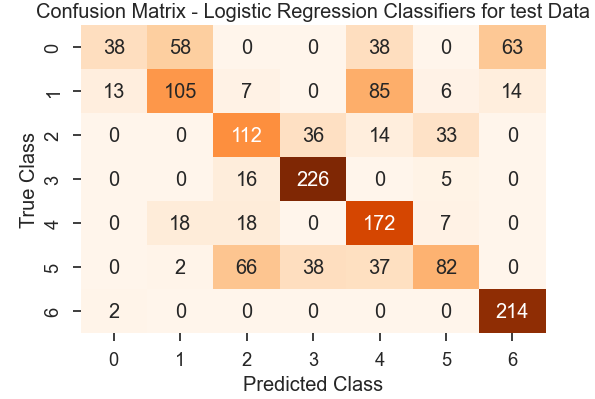 Confusion Matrix - Logistic Regression Classifiers for test Data
0 38 58 0 0 38 0 63
1 13 105 7 0 85 6 14
2 0 0 112 36 14 33 0
3 0 0 16 226 0 5 0
4 0 18 18 0 172 7 0
5 0 2 66 38 37 82 0
6 2 0 0 0 0 0 214
0 1 2 3 4 5 6
True Class
Predicted Class